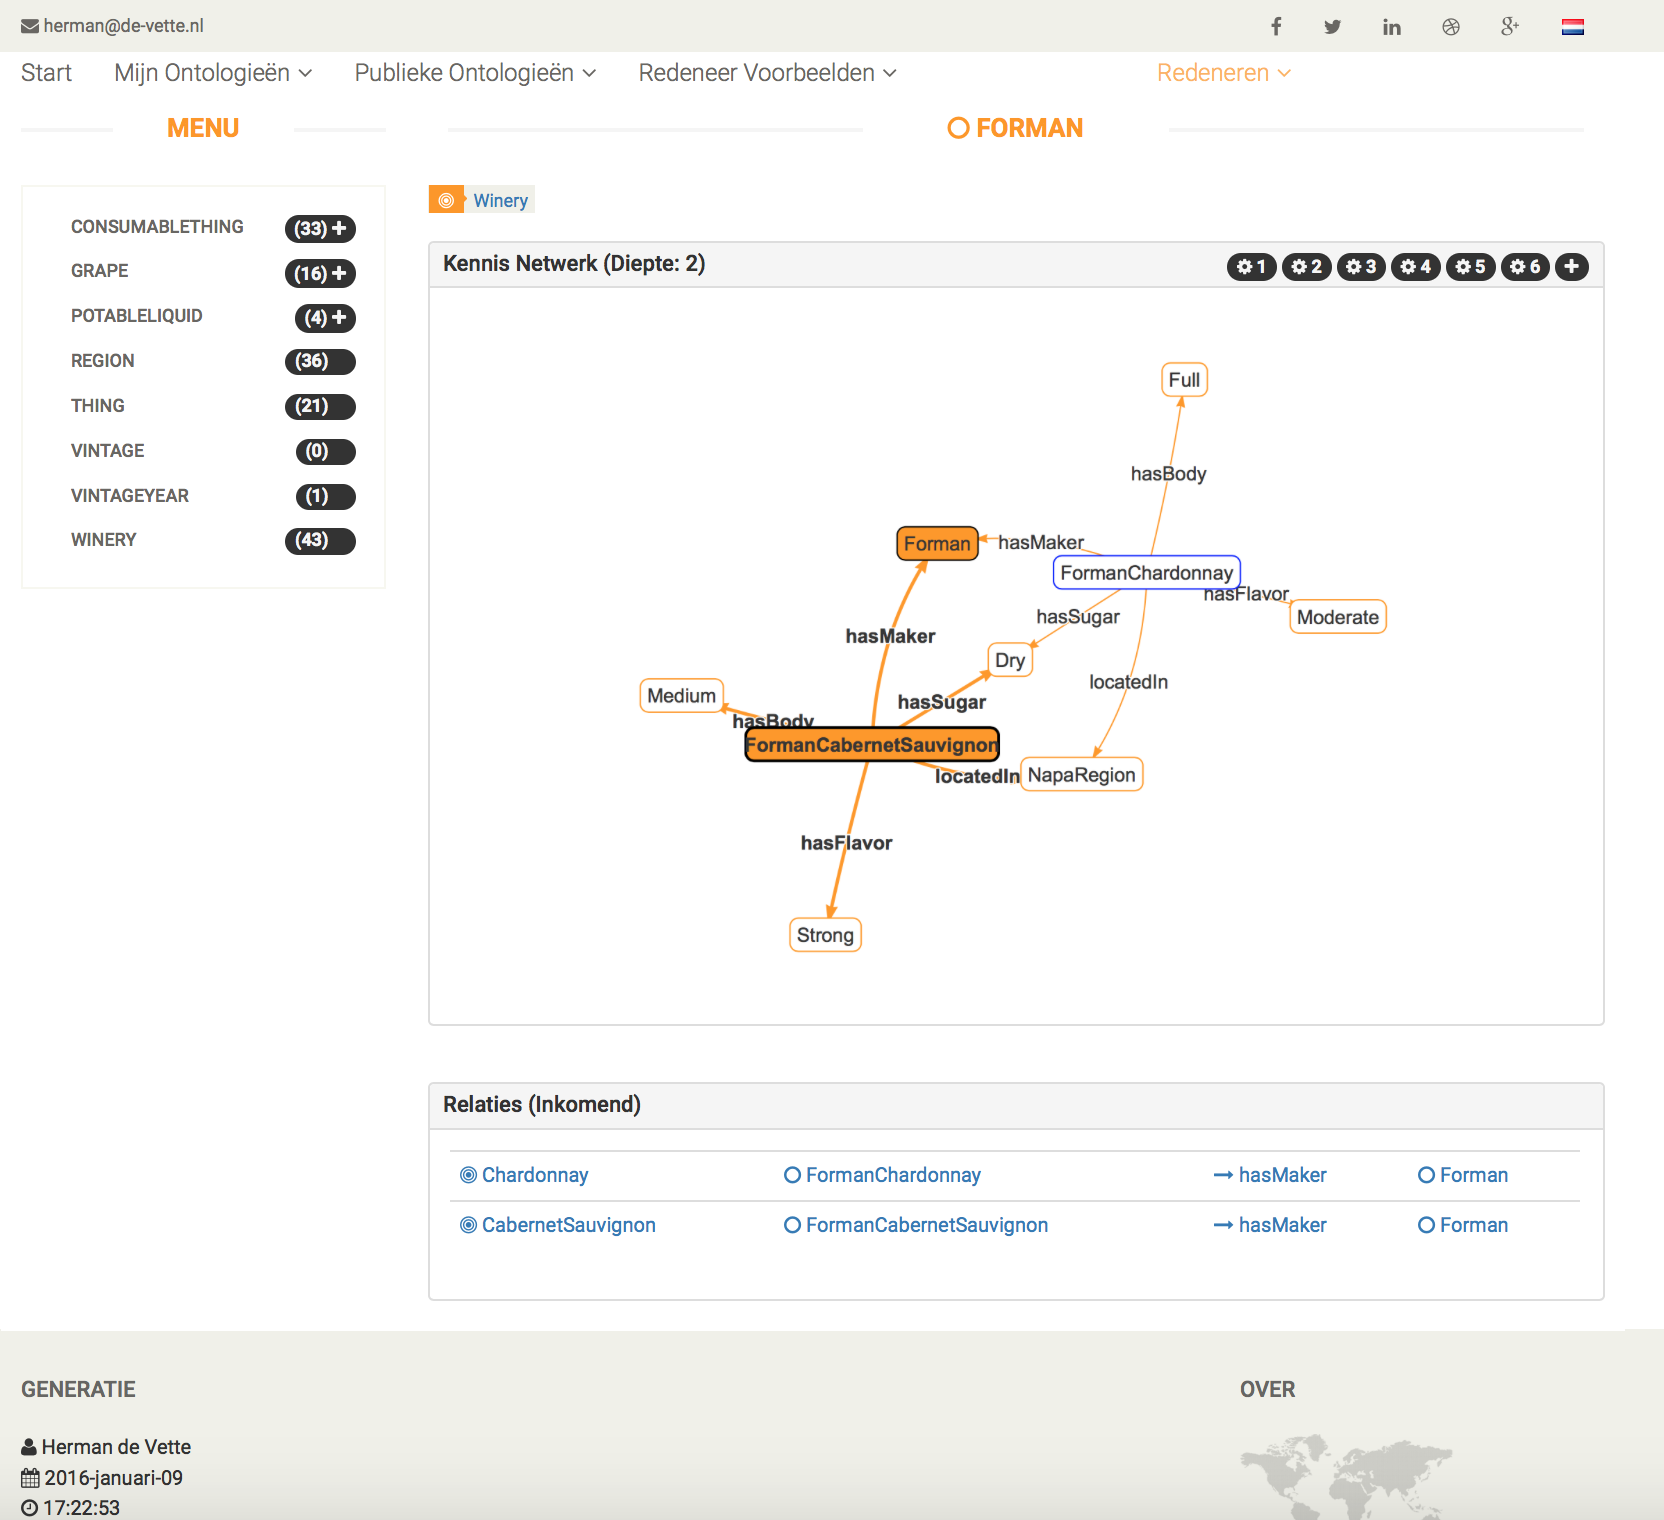 herman@de-vette.nl
Start Mijn Ontologieën Publieke Ontologieën Redeneer Voorbeelden Redeneren
MENU
FORMAN
CONSUMABLETHING (33)
GRAPE (16)
POTABLELIQUID (4)
REGION (36)
THING (21)
VINTAGE (0)
VINTAGEYEAR (1)
WINERY (43)
Winery
Kennis Netwerk (Diepte: 2) 1 2 3 4 5 6
Full
hasBody
Forman
hasMaker
FormanChardonnay
hasFlavor
Moderate
hasSugar
hasMaker
Dry
locatedIn
Medium
hasSugar
hasBody
FormanCabernetSauvignon
locatedIn
NapaRegion
hasFlavor
Strong
Relaties (Inkomend)
Chardonnay FormanChardonnay hasMaker Forman
CabernetSauvignon FormanCabernetSauvignon hasMaker Forman
GENERATIE
Herman de Vette
2016-januari-09
17:22:53
OVER